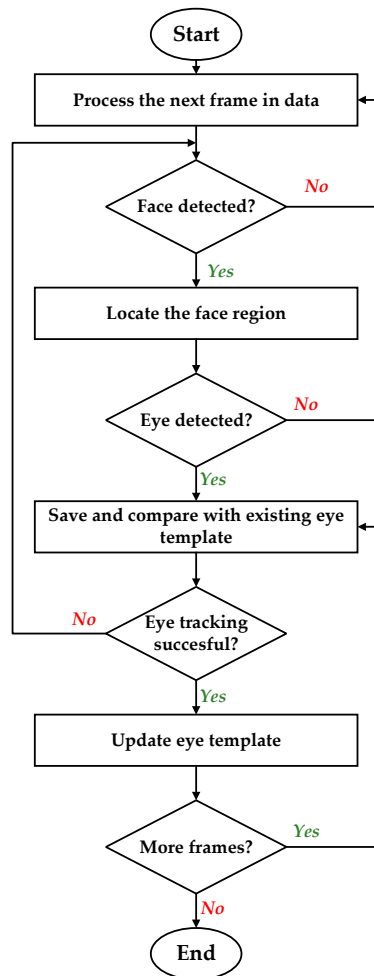 Start
Process the next frame in data
No
Face detected?
Yes
Locate the face region
No
Eye detected?
Yes
Save and compare with existing eye
template
No
Eye tracking
succesful?
Yes
Update eye template
Yes
More frames?
No
End